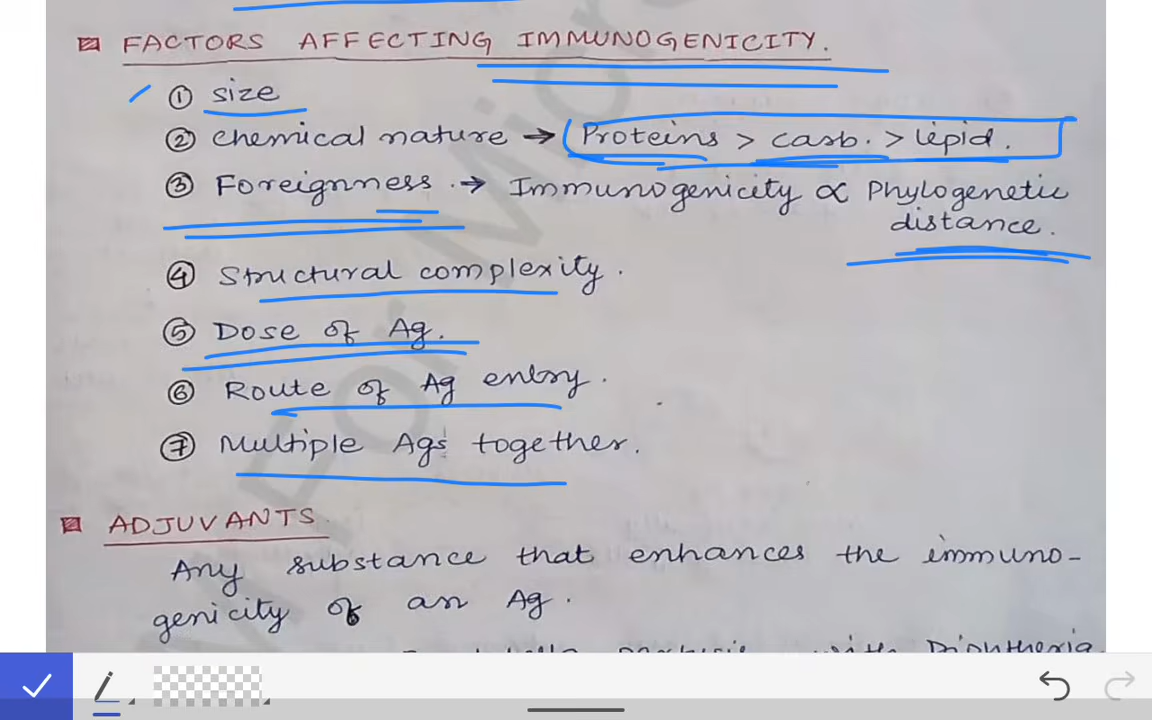 FACTORS AFFECTING IMMUNOGENICITY.
① size
② chemical nature → Proteins > carb. > lipid.
③ Foreignness. → Immunogenicity ∝ Phylogenetic
distance.
④ Structural complexity.
⑤ Dose of Ag.
⑥ Route of Ag entry.
⑦ Multiple Ags together.
ADJUVANTS.
Any substance that enhances the immuno-
genicity of an Ag.
with Diphtheria